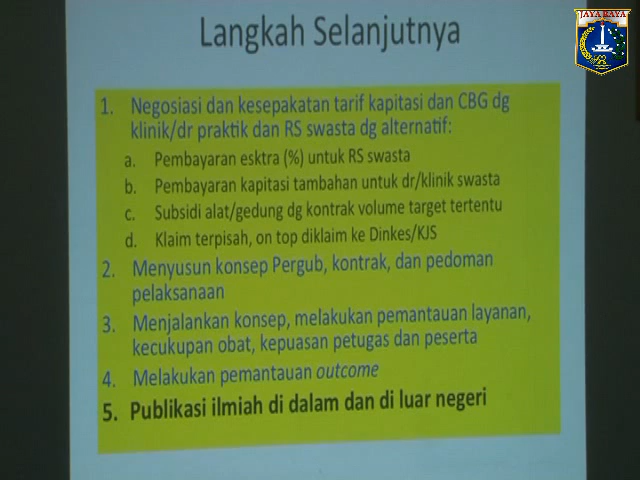 JAYA RAYA
Langkah Selanjutnya
1. Negosiasi dan kesepakatan tarif kapitasi dan CBG dg
klinik/dr praktik dan RS swasta dg alternatif:
a. Pembayaran esktra (%) untuk RS swasta
b. Pembayaran kapitasi tambahan untuk dr/klinik swasta
c. Subsidi alat/gedung dg kontrak volume target tertentu
d. Klaim terpisah, on top diklaim ke Dinkes/KJS
2. Menyusun konsep Pergub, kontrak, dan pedoman
pelaksanaan
3. Menjalankan konsep, melakukan pemantauan layanan,
kecukupan obat, kepuasan petugas dan peserta
4. Melakukan pemantauan outcome
5. Publikasi ilmiah di dalam dan di luar negeri